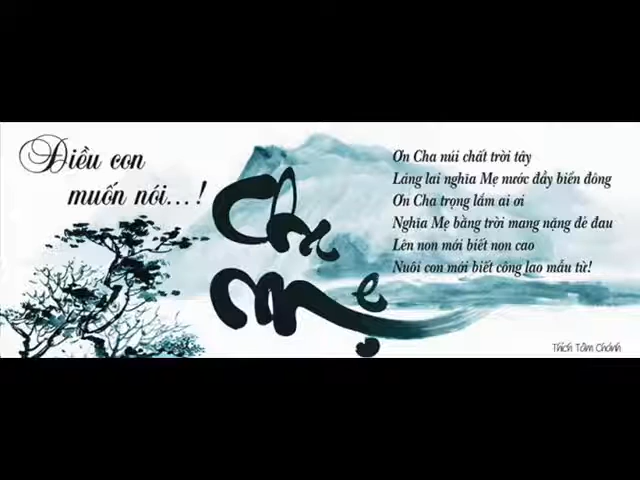 Điều con
muốn nói...!
Cha
Mẹ
Ơn Cha núi chất trời tây
Láng lai nghĩa Mẹ nước đầy biển đông
Ơn Cha trọng lắm ai ơi
Nghĩa Mẹ bằng trời mang nặng đẻ đau
Lên non mới biết non cao
Nuôi con mới biết công lao mẫu từ!
Thích Tâm Chánh